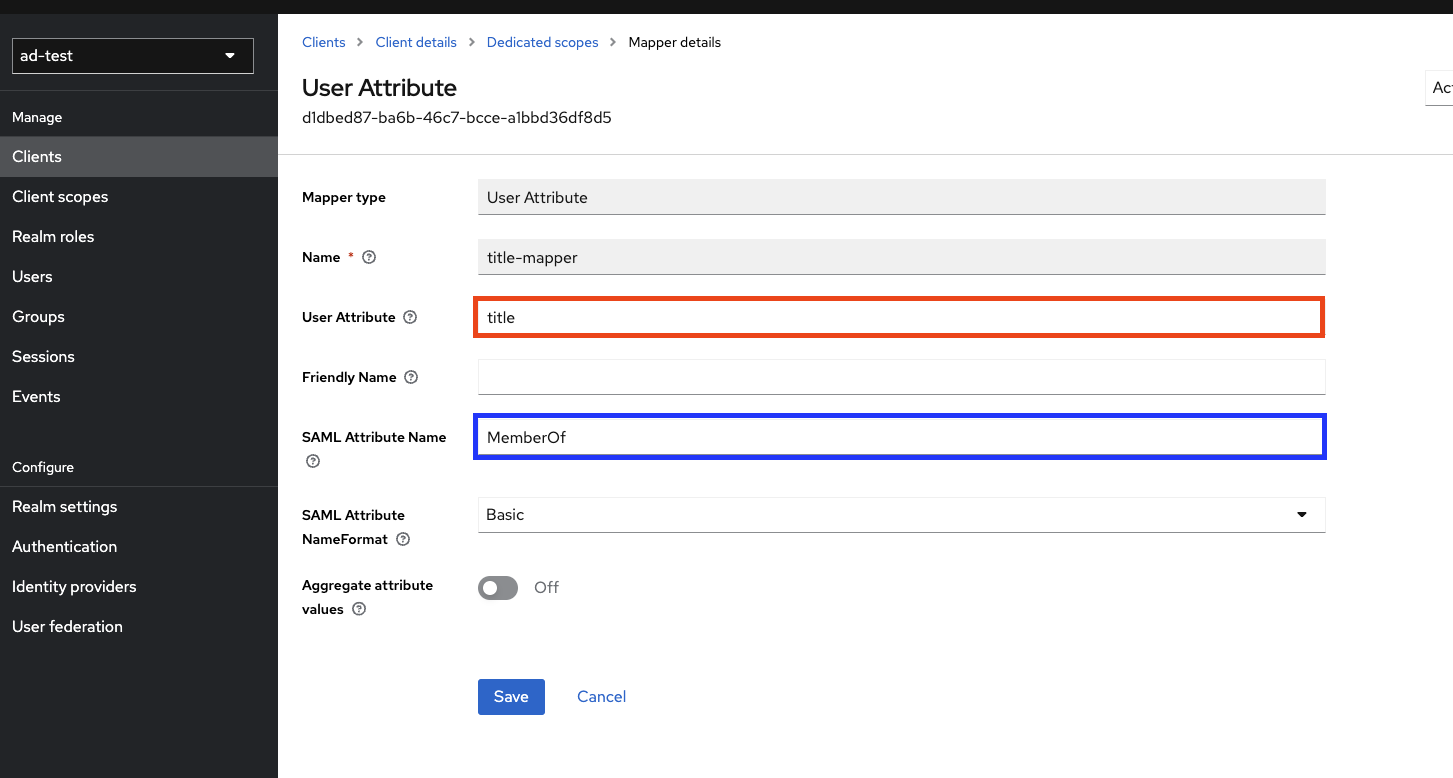 ad-test
Manage
Clients
Client scopes
Realm roles
Users
Groups
Sessions
Events
Configure
Realm settings
Authentication
Identity providers
User federation
Clients > Client details > Dedicated scopes > Mapper details
User Attribute
d1dbed87-ba6b-46c7-bcce-a1bbd36df8d5
Act
Mapper type
User Attribute
Name *
title-mapper
User Attribute
title
Friendly Name
SAML Attribute Name
MemberOf
SAML Attribute
NameFormat
Basic
Aggregate attribute
values
Off
Save Cancel